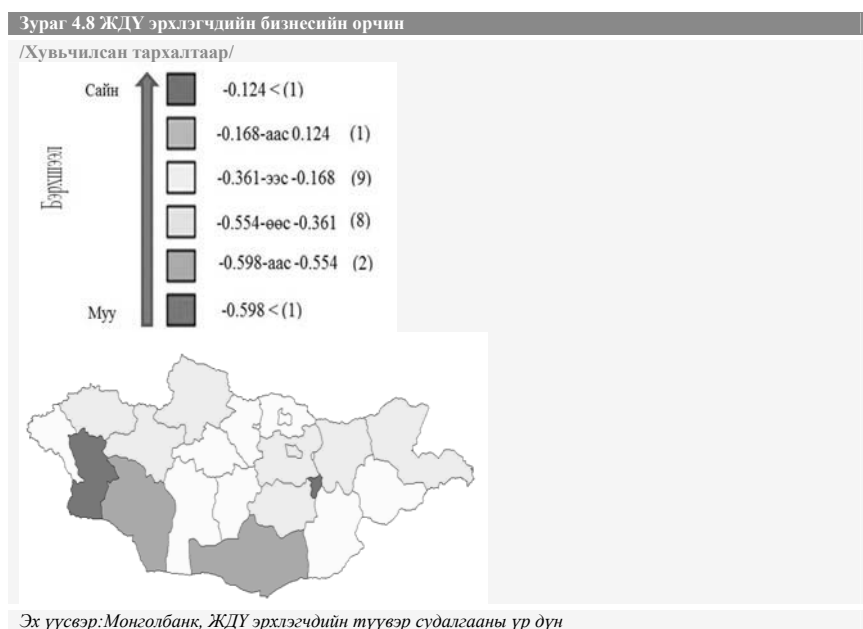 Зураг 4.8 ЖДҮ эрхлэгчдийн бизнесийн орчин
/Хувьчилсан тархалтаар/
Сайн
-0.124 < (1)
-0.168-аас 0.124 (1)
-0.361-ээс -0.168 (9)
Бэрхшээл
-0.554-өөс -0.361 (8)
-0.598-аас -0.554 (2)
Муу
-0.598 < (1)
Эх үүсвэр:Монголбанк, ЖДҮ эрхлэгчдийн түүвэр судалгааны үр дүн